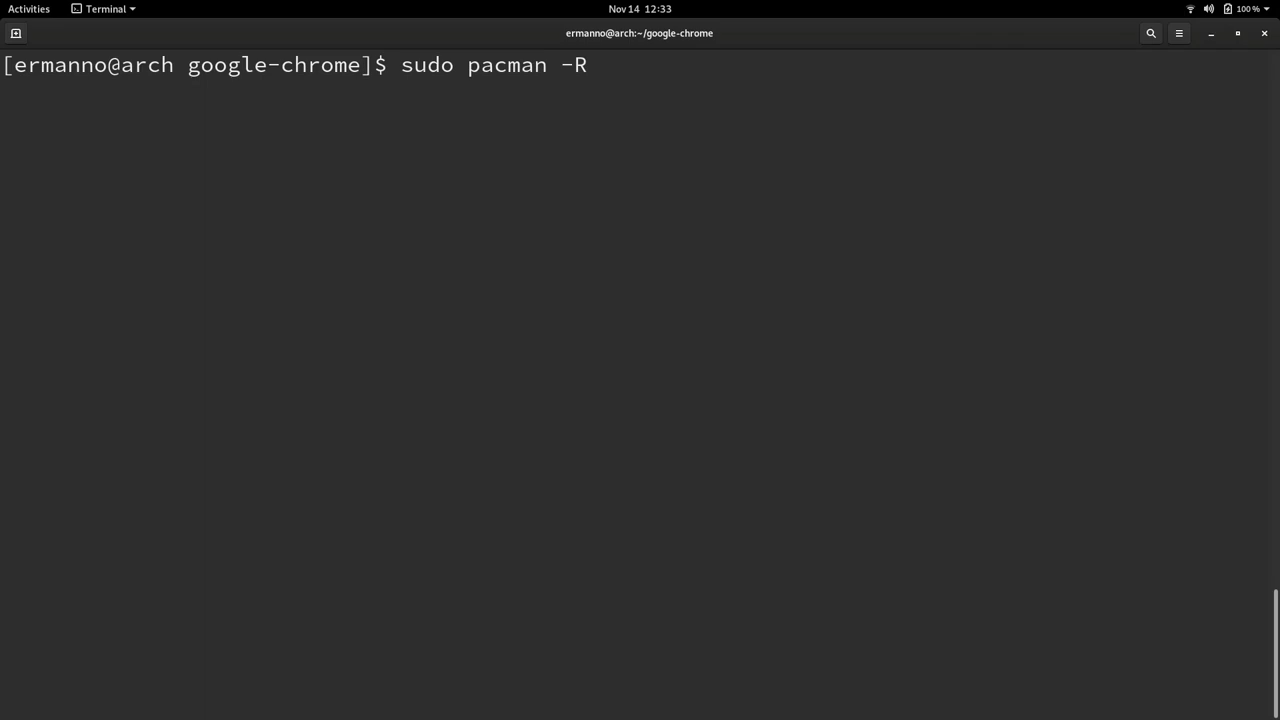 Activities Terminal Nov 14 12:33 100 %
ermanno@arch:~/google-chrome
[ermanno@arch google-chrome]$ sudo pacman -R